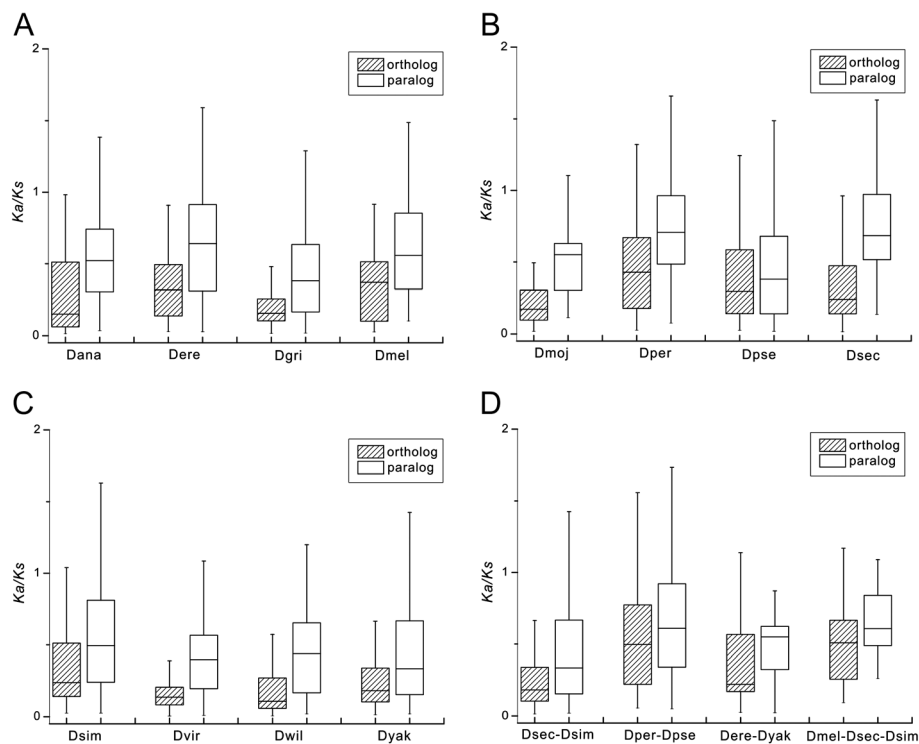 A
2
1
0
Ka/Ks
ortholog
paralog
Dana Dere Dgri Dmel
B
2
1
0
Ka/Ks
ortholog
paralog
Dmoj Dper Dpse Dsec
C
2
1
0
Ka/Ks
ortholog
paralog
Dsim Dvir Dwil Dyak
D
2
1
0
Ka/Ks
ortholog
paralog
Dsec-Dsim Dper-Dpse Dere-Dyak Dmel-Dsec-Dsim